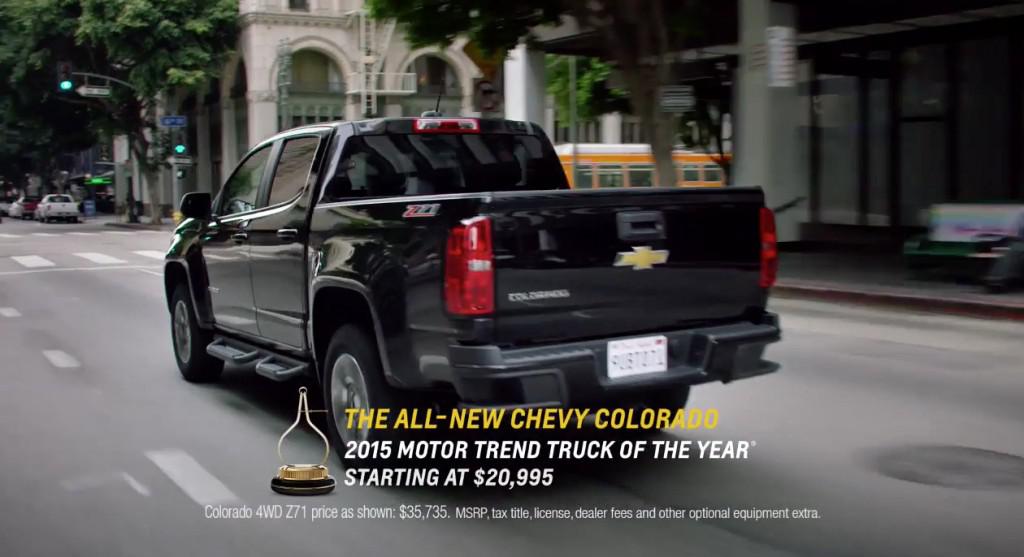 Z71
COLORADO
THE ALL-NEW CHEVY COLORADO
2015 MOTOR TREND TRUCK OF THE YEAR®
STARTING AT $20,995
Colorado 4WD Z71 price as shown: $35,735. MSRP, tax title, license, dealer fees and other optional equipment extra.